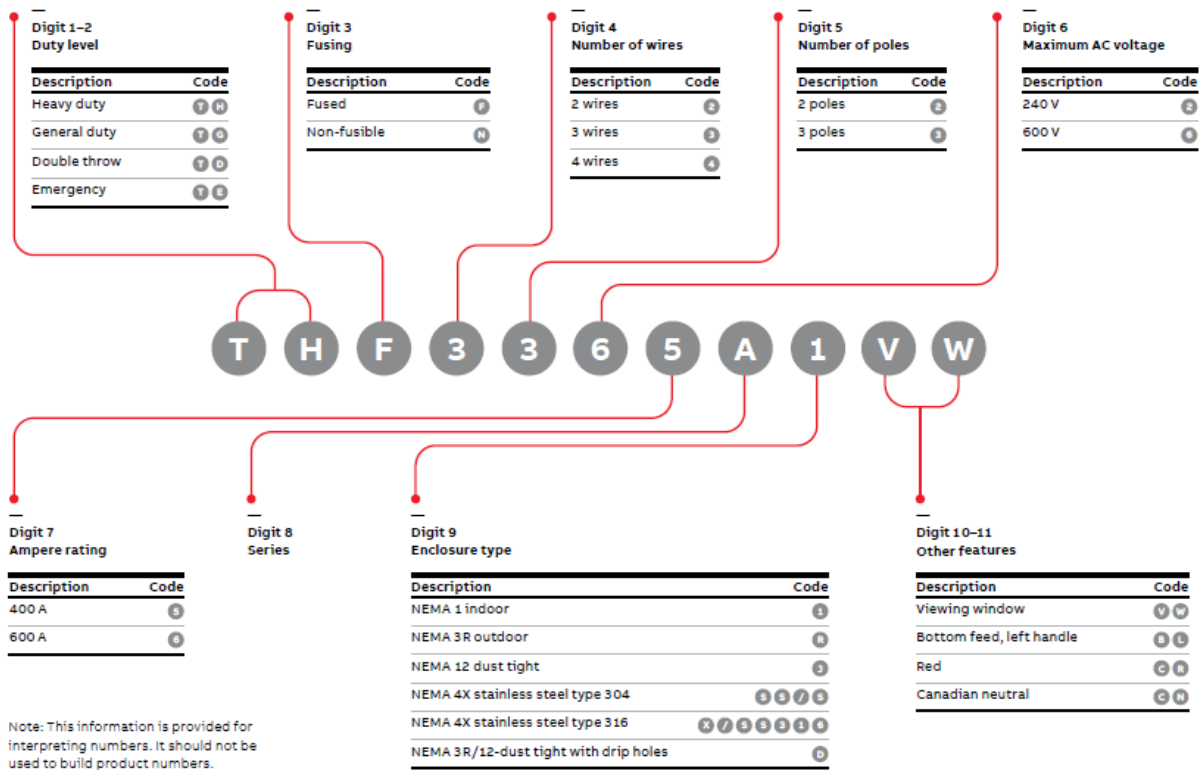 Digit 1–2
Duty level
Description Code
Heavy duty T H
General duty T G
Double throw T D
Emergency T E
Digit 3
Fusing
Description Code
Fused F
Non-fusible N
Digit 4
Number of wires
Description Code
2 wires 2
3 wires 3
4 wires 4
Digit 5
Number of poles
Description Code
2 poles 2
3 poles 3
Digit 6
Maximum AC voltage
Description Code
240 V 2
600 V 6
T H F 3 3 6 5 A 1 V W
Digit 7
Ampere rating
Description Code
400 A 5
600 A 6
Digit 8
Series
Digit 9
Enclosure type
Description Code
NEMA 1 indoor 1
NEMA 3R outdoor R
NEMA 12 dust tight J
NEMA 4X stainless steel type 304 S S / S
NEMA 4X stainless steel type 316 X / S S 3 1 6
NEMA 3R/12-dust tight with drip holes D
Digit 10–11
Other features
Description Code
Viewing window V W
Bottom feed, left handle B L
Red C R
Canadian neutral C N
Note: This information is provided for
interpreting numbers. It should not be
used to build product numbers.